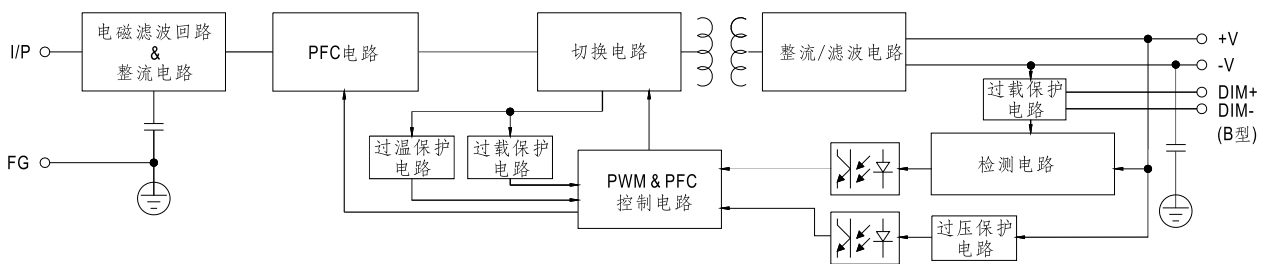 电磁滤波回路
&
整流电路
I/P
PFC电路
切换电路
整流/滤波电路
+V
-V
过载保护
电路
DIM+
DIM-
(B型)
FG
过温保护
电路
过载保护
电路
PWM & PFC
控制电路
检测电路
过压保护
电路